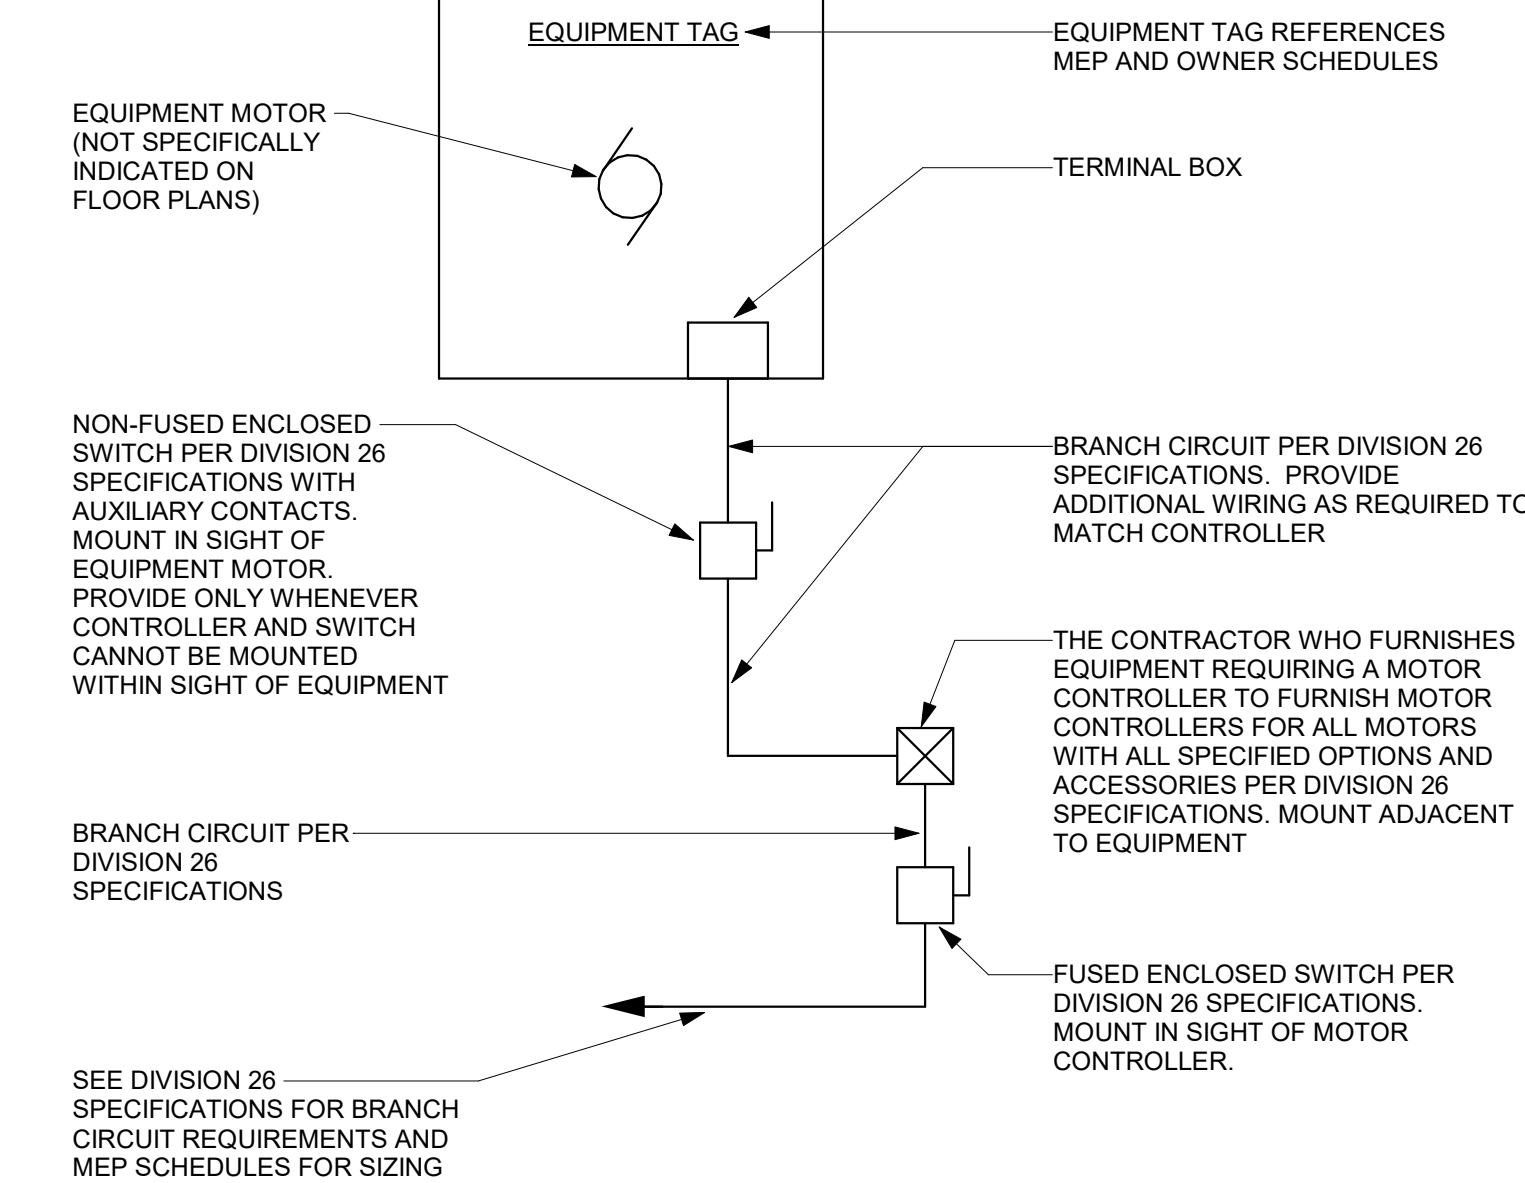 EQUIPMENT TAG
EQUIPMENT TAG REFERENCES
MEP AND OWNER SCHEDULES
EQUIPMENT MOTOR
(NOT SPECIFICALLY
INDICATED ON
FLOOR PLANS)
TERMINAL BOX
NON-FUSED ENCLOSED
SWITCH PER DIVISION 26
SPECIFICATIONS WITH
AUXILIARY CONTACTS.
MOUNT IN SIGHT OF
EQUIPMENT MOTOR.
PROVIDE ONLY WHENEVER
CONTROLLER AND SWITCH
CANNOT BE MOUNTED
WITHIN SIGHT OF EQUIPMENT
BRANCH CIRCUIT PER DIVISION 26
SPECIFICATIONS. PROVIDE
ADDITIONAL WIRING AS REQUIRED TO
MATCH CONTROLLER
THE CONTRACTOR WHO FURNISHES
EQUIPMENT REQUIRING A MOTOR
CONTROLLER TO FURNISH MOTOR
CONTROLLERS FOR ALL MOTORS
WITH ALL SPECIFIED OPTIONS AND
ACCESSORIES PER DIVISION 26
SPECIFICATIONS. MOUNT ADJACENT
TO EQUIPMENT
BRANCH CIRCUIT PER
DIVISION 26
SPECIFICATIONS
FUSED ENCLOSED SWITCH PER
DIVISION 26 SPECIFICATIONS.
MOUNT IN SIGHT OF MOTOR
CONTROLLER.
SEE DIVISION 26
SPECIFICATIONS FOR BRANCH
CIRCUIT REQUIREMENTS AND
MEP SCHEDULES FOR SIZING